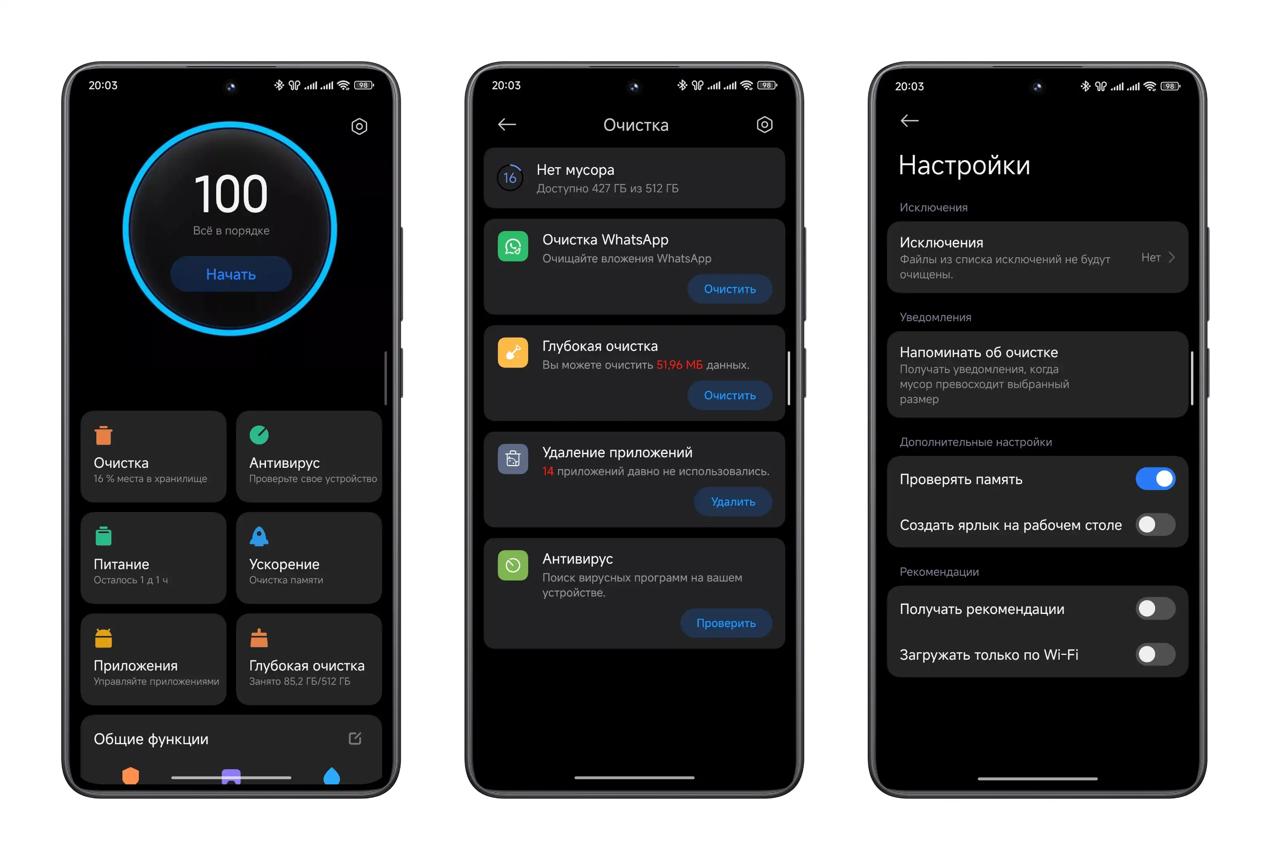 20:03
98
100
Всё в порядке
Начать
Очистка
16 % места в хранилище
Антивирус
Проверьте свое устройство
Питание
Осталось 1 д 1 ч
Ускорение
Очистка памяти
Приложения
Управляйте приложениями
Глубокая очистка
Занято 85,2 ГБ/512 ГБ
Общие функции
20:03
98
Очистка
16
Нет мусора
Доступно 427 ГБ из 512 ГБ
Очистка WhatsApp
Очищайте вложения WhatsApp
Очистить
Глубокая очистка
Вы можете очистить 51,96 МБ данных.
Очистить
Удаление приложений
14 приложений давно не использовались.
Удалить
Антивирус
Поиск вирусных программ на вашем
устройстве.
Проверить
20:03
98
Настройки
Исключения
Исключения
Файлы из списка исключений не будут
очищены.
Нет
Уведомления
Напоминать об очистке
Получать уведомления, когда
мусор превосходит выбранный
размер
Дополнительные настройки
Проверять память
Создать ярлык на рабочем столе
Рекомендации
Получать рекомендации
Загружать только по Wi-Fi